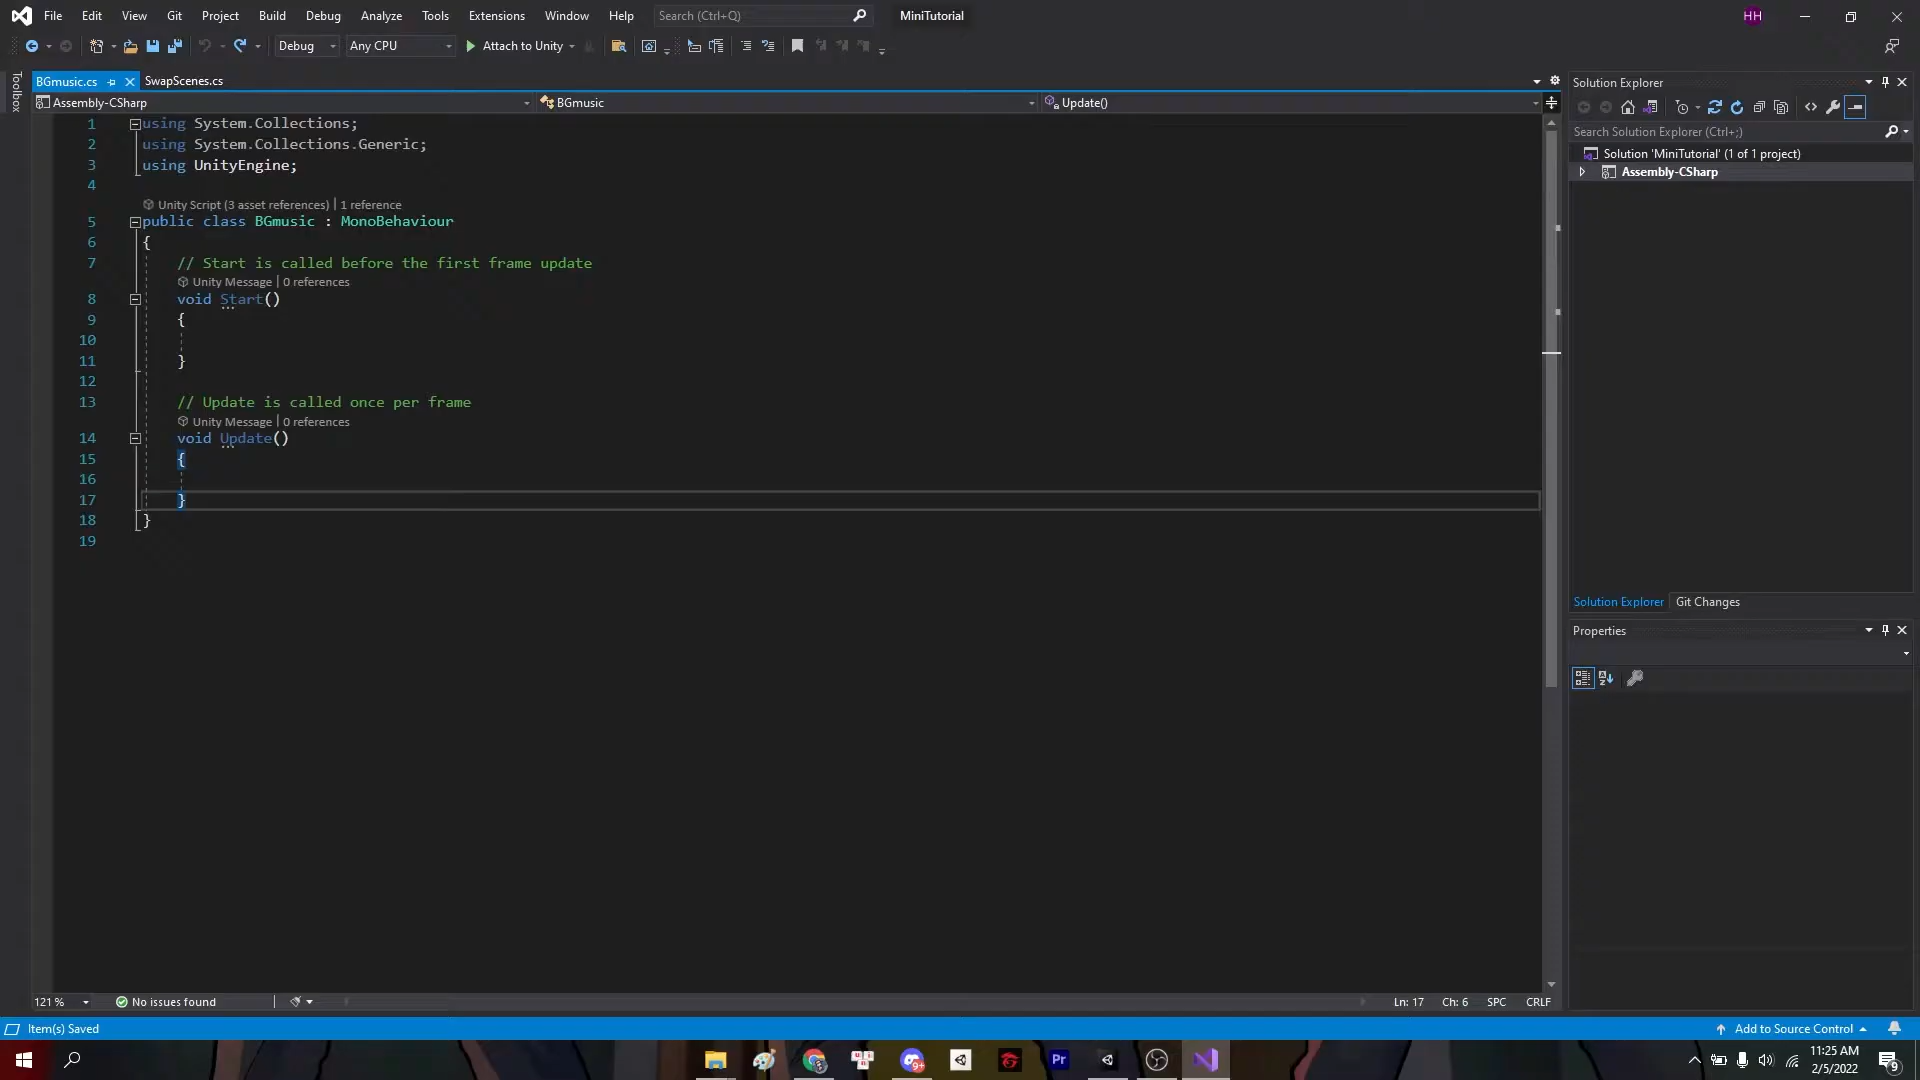 File Edit View Git Project Build Debug Analyze Tools Extensions Window Help Search (Ctrl+Q) MiniTutorial HH
Debug Any CPU Attach to Unity
Toolbox
BGmusic.cs SwapScenes.cs
Assembly-CSharp BGmusic Update()
1 using System.Collections;
2 using System.Collections.Generic;
3 using UnityEngine;
4
Unity Script (3 asset references) | 1 reference
5 public class BGmusic : MonoBehaviour
6 {
7 // Start is called before the first frame update
Unity Message | 0 references
8 void Start()
9 {
10
11 }
12
13 // Update is called once per frame
Unity Message | 0 references
14 void Update()
15 {
16
17 }
18 }
19
Solution Explorer
Search Solution Explorer (Ctrl+;)
Solution 'MiniTutorial' (1 of 1 project)
Assembly-CSharp
Solution Explorer Git Changes
Properties
121 % No issues found Ln: 17 Ch: 6 SPC CRLF
Item(s) Saved Add to Source Control
9+ Pr
11:25 AM
2/5/2022
9